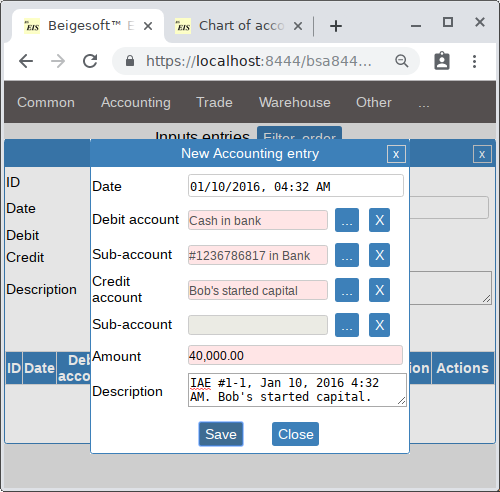 EIS Beigesoft™ E
EIS Chart of acco
https://localhost:8444/bsa844...
Common Accounting Trade Warehouse Other ...
Inputs entries Filter, order
New Accounting entry x
x
ID
Date
Debit
Credit
Description
Date 01/10/2016, 04:32 AM
Debit account Cash in bank ... X
Sub-account #1236786817 in Bank ... X
Credit account Bob's started capital ... X
Sub-account ... X
Amount 40,000.00
Description IAE #1-1, Jan 10, 2016 4:32
AM. Bob's started capital.
Save Close
ID Date Actions